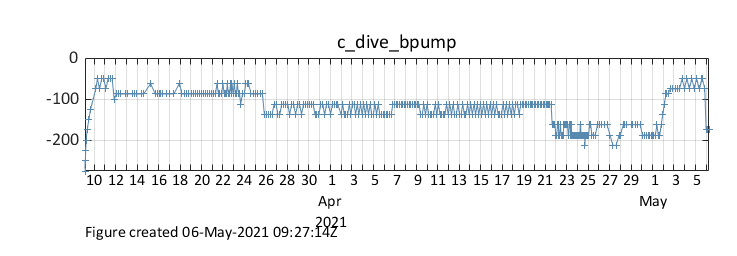 c_dive_bpump
0
-100
-200
10 12 14 16 18 20 22 24 26 28 30 1 3 5 7 9 11 13 15 17 19 21 23 25 27 29 1 3 5
Apr May
2021
Figure created 06-May-2021 09:27:14Z